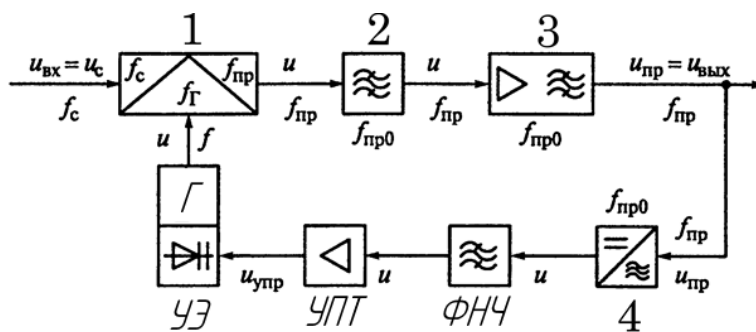 1 2 3
u_вх = u_с f_с f_пр u u u_пр = u_вых
f_с f_Г f_пр f_пр f_пр
u f f_пр0 f_пр0
Г f_пр0 f_пр
u_упр u u u_пр
УЭ УПТ ФНЧ 4